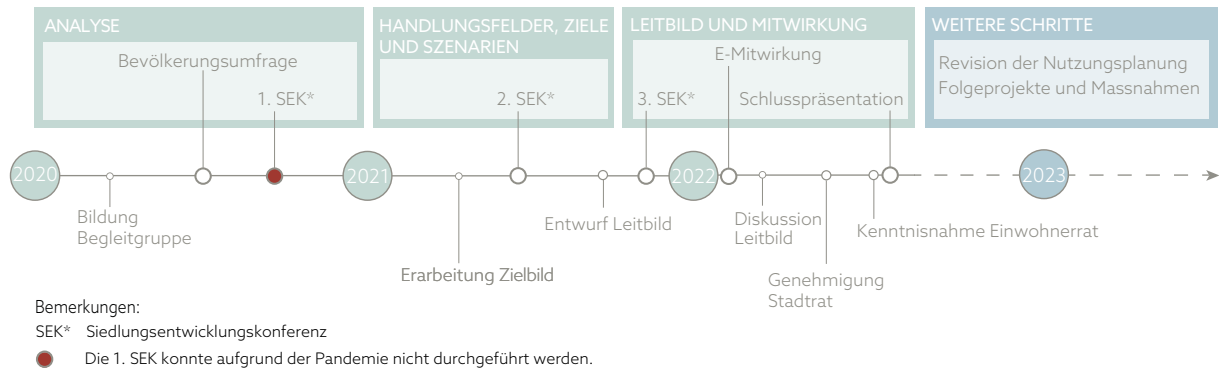 ANALYSE
Bevölkerungsumfrage
1. SEK*
HANDLUNGSFELDER, ZIELE
UND SZENARIEN
2. SEK*
LEITBILD UND MITWIRKUNG
E-Mitwirkung
3. SEK*
Schlusspräsentation
WEITERE SCHRITTE
Revision der Nutzungsplanung
Folgeprojekte und Massnahmen
2020
2021
2022
2023
Bildung
Begleitgruppe
Erarbeitung Zielbild
Entwurf Leitbild
Diskussion
Leitbild
Genehmigung
Stadtrat
Kenntnisnahme Einwohnerrat
Bemerkungen:
SEK* Siedlungsentwicklungskonferenz
Die 1. SEK konnte aufgrund der Pandemie nicht durchgeführt werden.